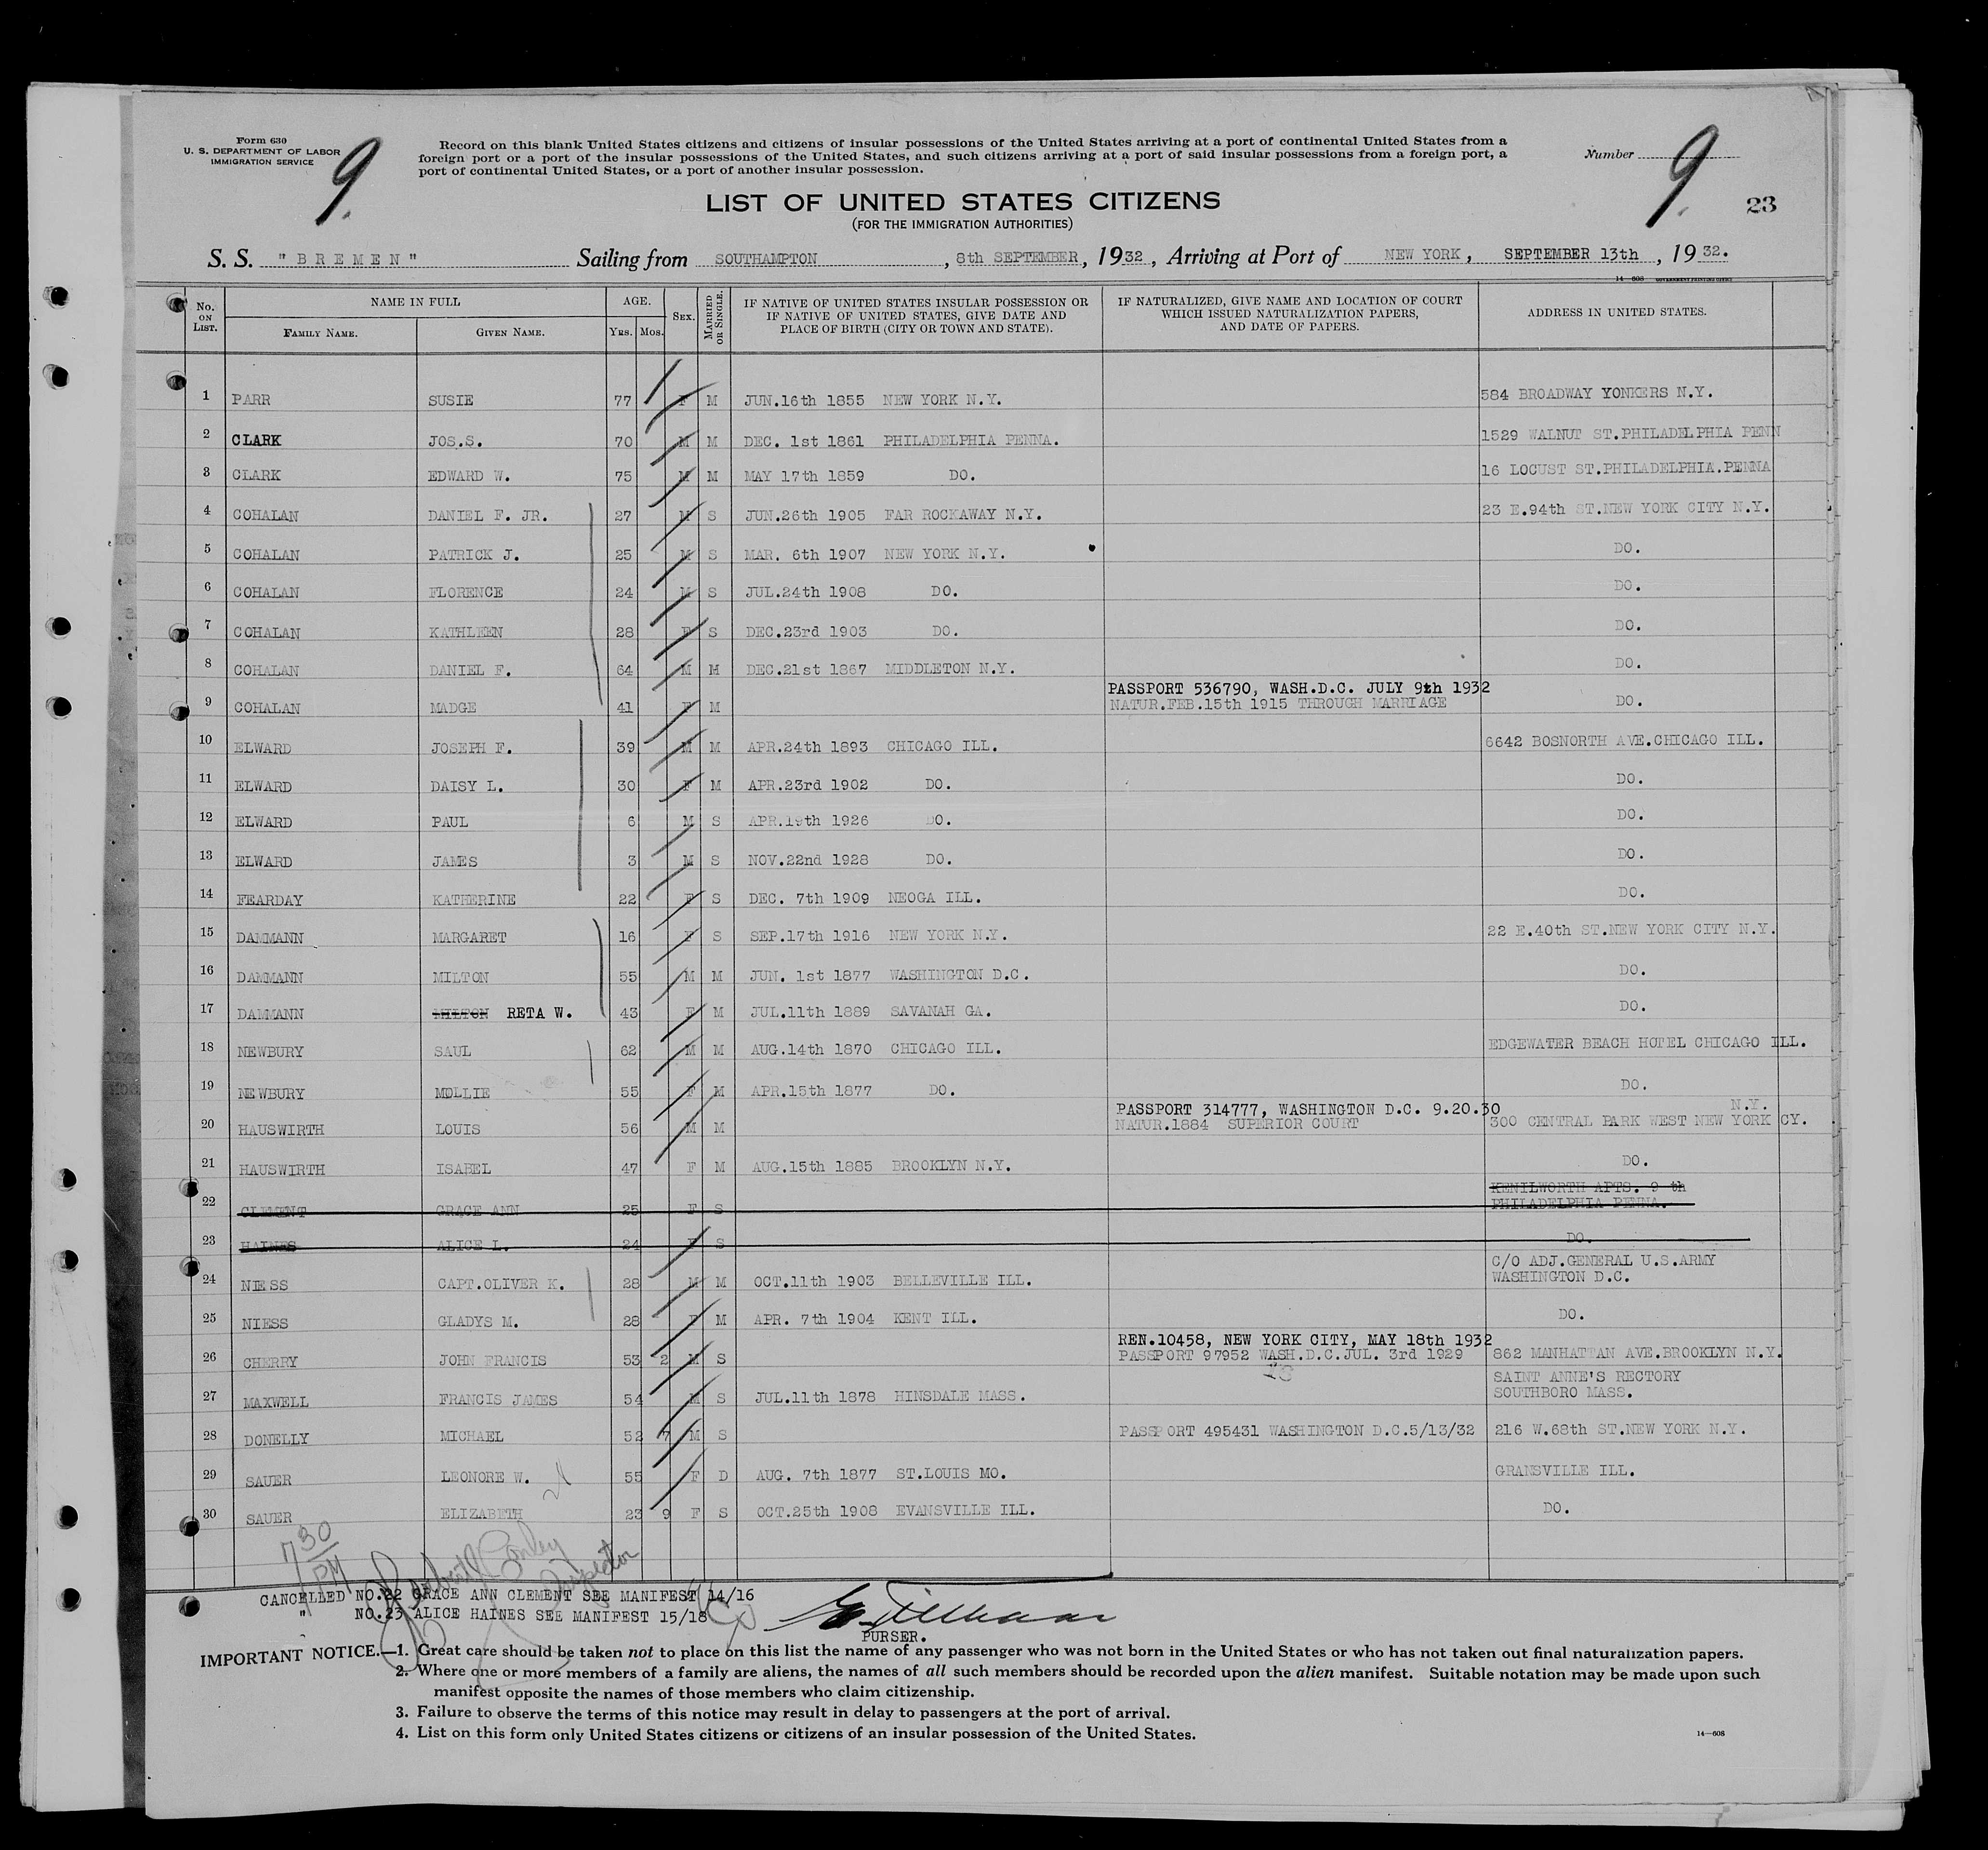 Form 630
U. S. DEPARTMENT OF LABOR
IMMIGRATION SERVICE
9.
Record on this blank United States citizens and citizens of insular possessions of the United States arriving at a port of continental United States from a
foreign port or a port of the insular possessions of the United States, and such citizens arriving at a port of said insular possessions from a foreign port, a
port of continental United States, or a port of another insular possession.
Number
9.
23
LIST OF UNITED STATES CITIZENS
(FOR THE IMMIGRATION AUTHORITIES)
S. S. "BREMEN" Sailing from SOUTHAMPTON, 8th SEPTEMBER, 1932, Arriving at Port of NEW YORK, SEPTEMBER 13th, 1932.
14-608 GOVERNMENT PRINTING OFFICE
No. ON LIST. NAME IN FULL FAMILY NAME. GIVEN NAME. AGE. YRS. MOS. SEX. MARRIED OR SINGLE. IF NATIVE OF UNITED STATES INSULAR POSSESSION OR IF NATIVE OF UNITED STATES, GIVE DATE AND PLACE OF BIRTH (CITY OR TOWN AND STATE). IF NATURALIZED, GIVE NAME AND LOCATION OF COURT WHICH ISSUED NATURALIZATION PAPERS, AND DATE OF PAPERS. ADDRESS IN UNITED STATES.
1 PARR SUSIE 77 F M JUN.16th 1855 NEW YORK N.Y. 584 BROADWAY YONKERS N.Y.
2 CLARK JOS.S. 70 M M DEC. 1st 1861 PHILADELPHIA PENNA. 1529 WALNUT ST.PHILADELPHIA PENN
3 CLARK EDWARD W. 75 M M MAY 17th 1859 DO. 16 LOCUST ST.PHILADELPHIA.PENNA
4 COHALAN DANIEL F. JR. 27 M S JUN.26th 1905 FAR ROCKAWAY N.Y. 23 E.94th ST.NEW YORK CITY N.Y.
5 COHALAN PATRICK J. 25 M S MAR. 6th 1907 NEW YORK N.Y. DO.
6 COHALAN FLORENCE 24 M S JUL.24th 1908 DO. DO.
7 COHALAN KATHLEEN 28 F S DEC.23rd 1903 DO. DO.
8 COHALAN DANIEL F. 64 M M DEC.21st 1867 MIDDLETON N.Y. DO.
PASSPORT 536790, WASH.D.C. JULY 9th 1932
9 COHALAN MADGE 41 F M NATUR.FEB.15th 1915 THROUGH MARRIAGE DO.
10 ELWARD JOSEPH F. 39 M M APR.24th 1893 CHICAGO ILL. 6642 BOSNORTH AVE.CHICAGO ILL.
11 ELWARD DAISY L. 30 F M APR.23rd 1902 DO. DO.
12 ELWARD PAUL 6 M S APR.19th 1926 DO. DO.
13 ELWARD JAMES 3 M S NOV.22nd 1928 DO. DO.
14 FEARDAY KATHERINE 22 F S DEC. 7th 1909 NEOGA ILL. DO.
15 DAMMANN MARGARET 16 F S SEP.17th 1916 NEW YORK N.Y. 22 E.40th ST.NEW YORK CITY N.Y.
16 DAMMANN MILTON 55 M M JUN. 1st 1877 WASHINGTON D.C. DO.
17 DAMMANN MILTON RETA W. 43 F M JUL.11th 1889 SAVANAH GA. DO.
18 NEWBURY SAUL 62 M M AUG.14th 1870 CHICAGO ILL. EDGEWATER BEACH HOTEL CHICAGO ILL.
19 NEWBURY MOLLIE 55 F M APR.15th 1877 DO. DO.
PASSPORT 314777, WASHINGTON D.C. 9.20.30 N.Y.
20 HAUSWIRTH LOUIS 56 M M NATUR.1884 SUPERIOR COURT 300 CENTRAL PARK WEST NEW YORK CY.
21 HAUSWIRTH ISABEL 47 F M AUG.15th 1885 BROOKLYN N.Y. DO.
KENILWORTH APTS. 9 th
22 CLEMENT GRACE ANN 25 F S PHILADELPHIA PENNA.
23 HAINES ALICE L. 24 F S DO.
C/O ADJ.GENERAL U.S.ARMY
24 NIESS CAPT.OLIVER K. 28 M M OCT.11th 1903 BELLEVILLE ILL. WASHINGTON D.C.
25 NIESS GLADYS M. 28 F M APR. 7th 1904 KENT ILL. DO.
REN.10458, NEW YORK CITY, MAY 18th 1932
26 CHERRY JOHN FRANCIS 53 2 M S PASSPORT 97952 WASH.D.C.JUL. 3rd 1929 862 MANHATTAN AVE.BROOKLYN N.Y.
SAINT ANNE'S RECTORY
27 MAXWELL FRANCIS JAMES 54 M S JUL.11th 1878 HINSDALE MASS. SOUTHBORO MASS.
28 DONELLY MICHAEL 52 7 M S PASSPORT 495431 WASHINGTON D.C.5/13/32 216 W.68th ST.NEW YORK N.Y.
29 SAUER LEONORE W. 55 F D AUG. 7th 1877 ST.LOUIS MO. GRANSVILLE ILL.
30 SAUER ELIZABETH 23 9 F S OCT.25th 1908 EVANSVILLE ILL. DO.
7 30 PM
Conley
Inspector
CANCELLED NO.22 GRACE ANN CLEMENT SEE MANIFEST 14/16
" NO.23 ALICE HAINES SEE MANIFEST 15/18
PURSER.
IMPORTANT NOTICE.—1. Great care should be taken not to place on this list the name of any passenger who was not born in the United States or who has not taken out final naturalization papers.
2. Where one or more members of a family are aliens, the names of all such members should be recorded upon the alien manifest. Suitable notation may be made upon such
manifest opposite the names of those members who claim citizenship.
3. Failure to observe the terms of this notice may result in delay to passengers at the port of arrival.
4. List on this form only United States citizens or citizens of an insular possession of the United States.
14—608